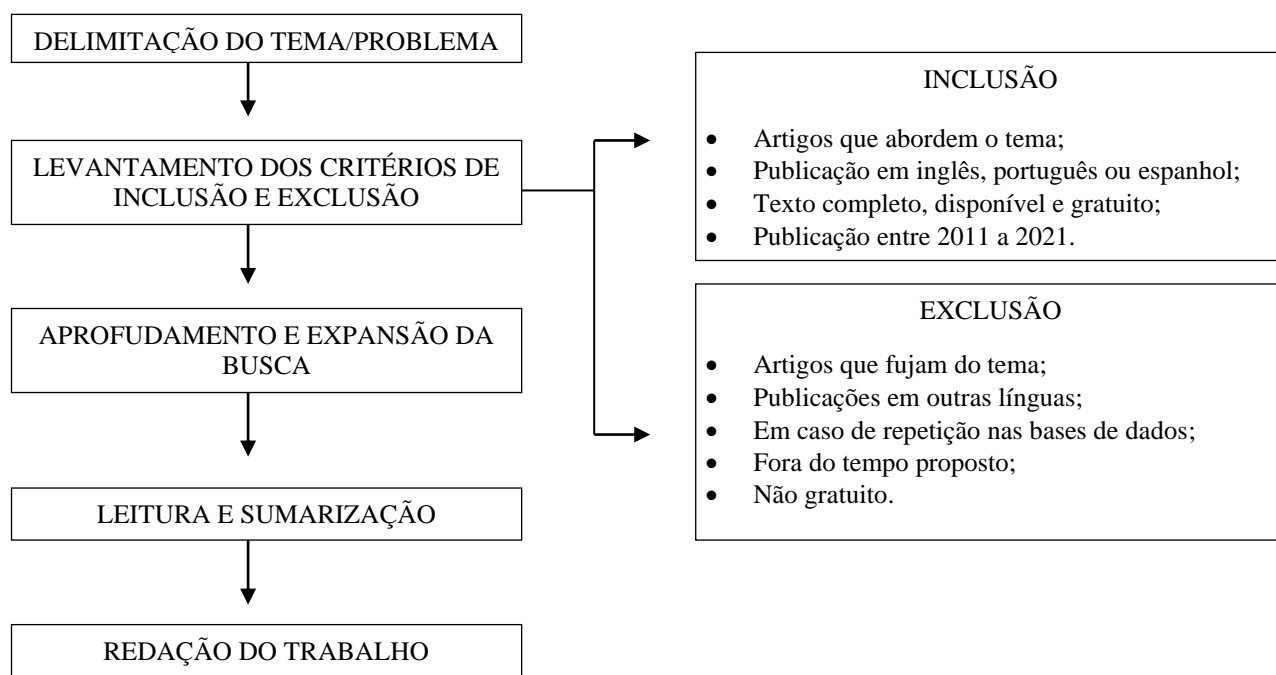 DELIMITAÇÃO DO TEMA/PROBLEMA
LEVANTAMENTO DOS CRITÉRIOS DE
INCLUSÃO E EXCLUSÃO
APROFUDAMENTO E EXPANSÃO DA
BUSCA
LEITURA E SUMARIZAÇÃO
REDAÇÃO DO TRABALHO
INCLUSÃO
• Artigos que abordem o tema;
• Publicação em inglês, português ou espanhol;
• Texto completo, disponível e gratuito;
• Publicação entre 2011 a 2021.
EXCLUSÃO
• Artigos que fujam do tema;
• Publicações em outras línguas;
• Em caso de repetição nas bases de dados;
• Fora do tempo proposto;
• Não gratuito.